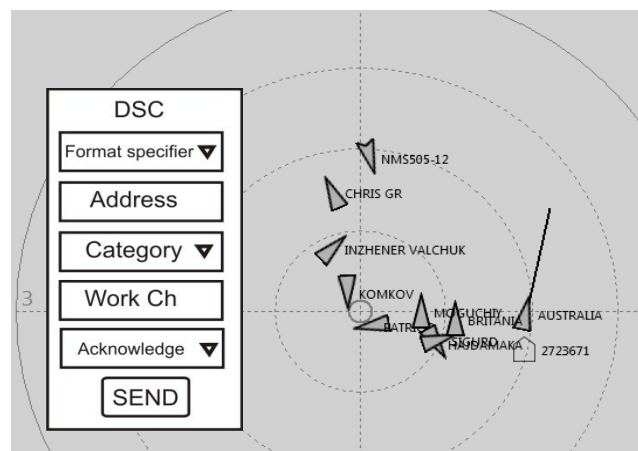 DSC
Format specifier
Address
Category
Work Ch
Acknowledge
SEND
3
NMS505-12
CHRIS GR
INZHENER VALCHUK
KOMKOV
MOGUCHIY
BRITANIA
SIGURD
HAIDAMAKA
AUSTRALIA
2723671